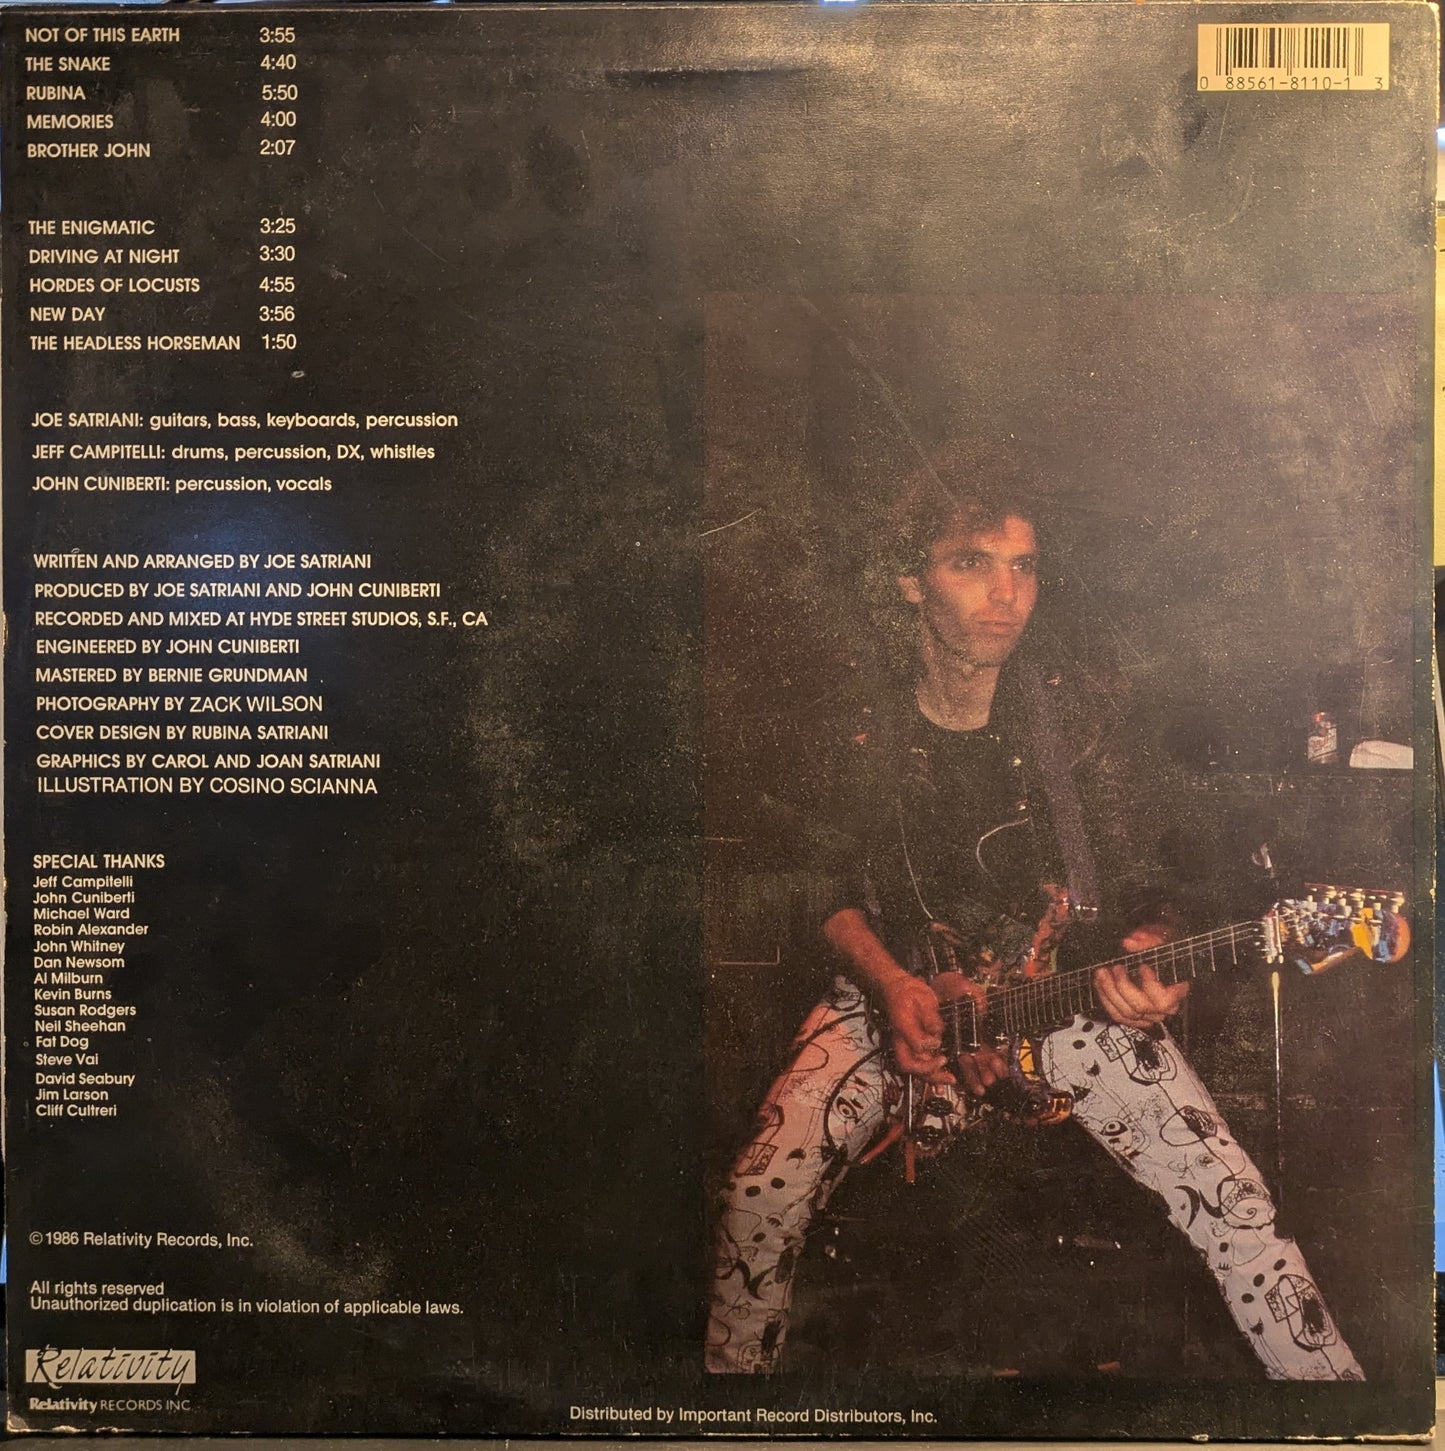 NOT OF THIS EARTH 3:55
THE SNAKE 4:40
RUBINA 5:50
MEMORIES 4:00
BROTHER JOHN 2:07
0 88561-8110-1 3
THE ENIGMATIC 3:25
DRIVING AT NIGHT 3:30
HORDES OF LOCUSTS 4:55
NEW DAY 3:56
THE HEADLESS HORSEMAN 1:50
JOE SATRIANI: guitars, bass, keyboards, percussion
JEFF CAMPITELLI: drums, percussion, DX, whistles
JOHN CUNIBERTI: percussion, vocals
WRITTEN AND ARRANGED BY JOE SATRIANI
PRODUCED BY JOE SATRIANI AND JOHN CUNIBERTI
RECORDED AND MIXED AT HYDE STREET STUDIOS, S.F., CA
ENGINEERED BY JOHN CUNIBERTI
MASTERED BY BERNIE GRUNDMAN
PHOTOGRAPHY BY ZACK WILSON
COVER DESIGN BY RUBINA SATRIANI
GRAPHICS BY CAROL AND JOAN SATRIANI
ILLUSTRATION BY COSINO SCIANNA
SPECIAL THANKS
Jeff Campitelli
John Cuniberti
Michael Ward
Robin Alexander
John Whitney
Dan Newsom
Al Milburn
Kevin Burns
Susan Rodgers
Neil Sheehan
Fat Dog
Steve Vai
David Seabury
Jim Larson
Cliff Cultreri
©1986 Relativity Records, Inc.
All rights reserved
Unauthorized duplication is in violation of applicable laws.
Relativity
Relativity RECORDS INC
Distributed by Important Record Distributors, Inc.